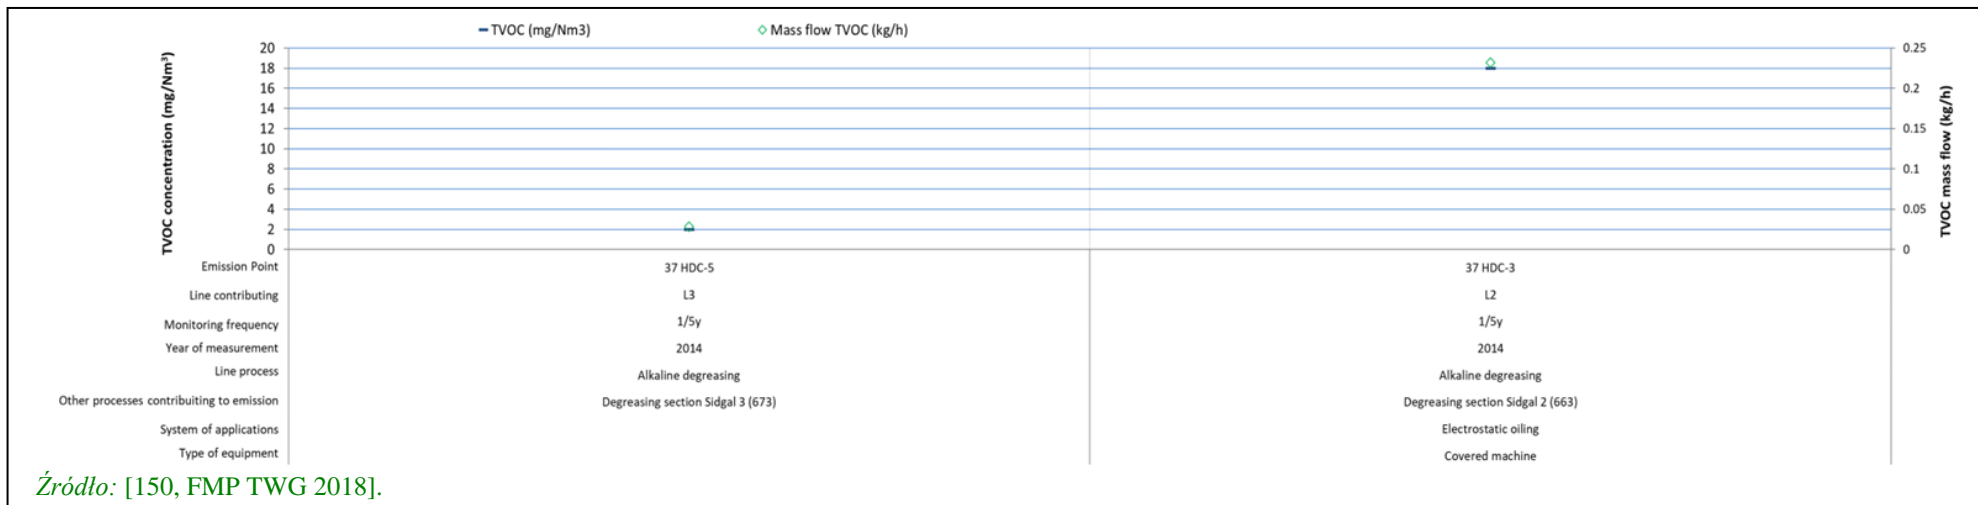 TVOC (mg/Nm3) Mass flow TVOC (kg/h)
TVOC concentration (mg/Nm³)
20
18
16
14
12
10
8
6
4
2
0
0.25
0.2
0.15
0.1
0.05
0
TVOC mass flow (kg/h)
Emission Point 37 HDC-5 37 HDC-3
Line contributing L3 L2
Monitoring frequency 1/5y 1/5y
Year of measurement 2014 2014
Line process Alkaline degreasing Alkaline degreasing
Other processes contribuiting to emission Degreasing section Sidgal 3 (673) Degreasing section Sidgal 2 (663)
System of applications Electrostatic oiling
Type of equipment Covered machine
Źródło: [150, FMP TWG 2018].